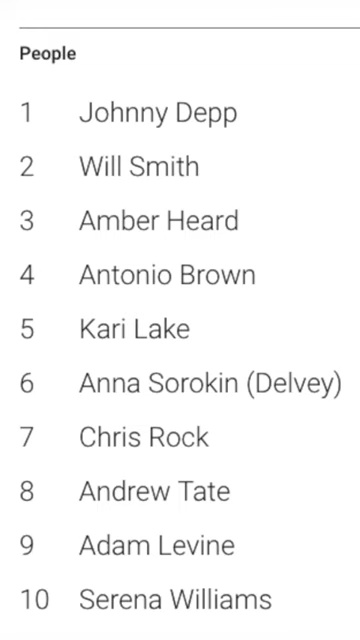 People
1 Johnny Depp
2 Will Smith
3 Amber Heard
4 Antonio Brown
5 Kari Lake
6 Anna Sorokin (Delvey)
7 Chris Rock
8 Andrew Tate
9 Adam Levine
10 Serena Williams